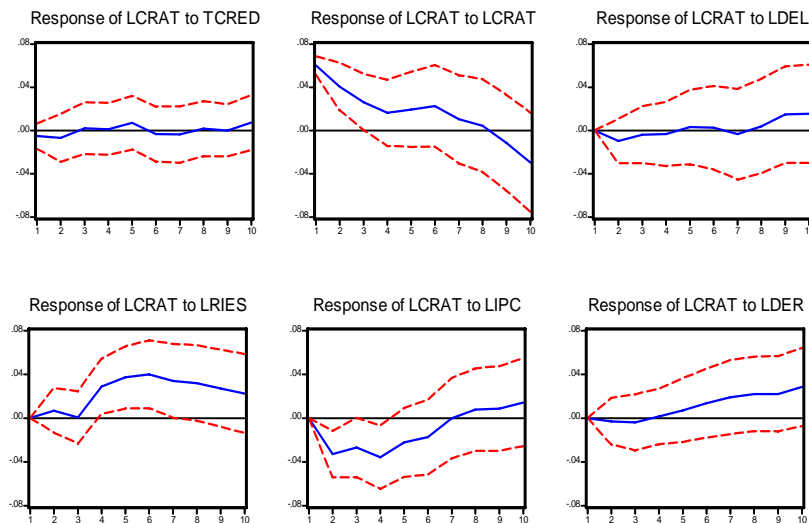 Response of LCRAT to TCRED
Response of LCRAT to LCRAT
Response of LCRAT to LDEL
.08
.04
.00
-.04
-.08
1 2 3 4 5 6 7 8 9 10
.08
.04
.00
-.04
-.08
1 2 3 4 5 6 7 8 9 10
.08
.04
.00
-.04
-.08
1 2 3 4 5 6 7 8 9 1
Response of LCRAT to LRIES
Response of LCRAT to LIPC
Response of LCRAT to LDER
.08
.04
.00
-.04
-.08
1 2 3 4 5 6 7 8 9 10
.08
.04
.00
-.04
-.08
1 2 3 4 5 6 7 8 9 10
.08
.04
.00
-.04
-.08
1 2 3 4 5 6 7 8 9 10